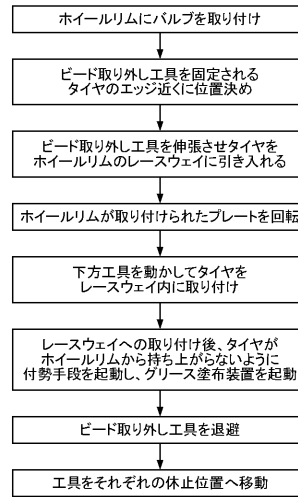 ホイールリムにバルブを取り付け
ビード取り外し工具を固定される
タイヤのエッジ近くに位置決め
ビード取り外し工具を伸張させタイヤを
ホイールリムのレースウェイに引き入れる
ホイールリムが取り付けられたプレートを回転
下方工具を動かしてタイヤを
レースウェイ内に取り付け
レースウェイへの取り付け後、タイヤが
ホイールリムから持ち上がらないように
付勢手段を起動し、グリース塗布装置を起動
ビード取り外し工具を退避
工具をそれぞれの休止位置へ移動